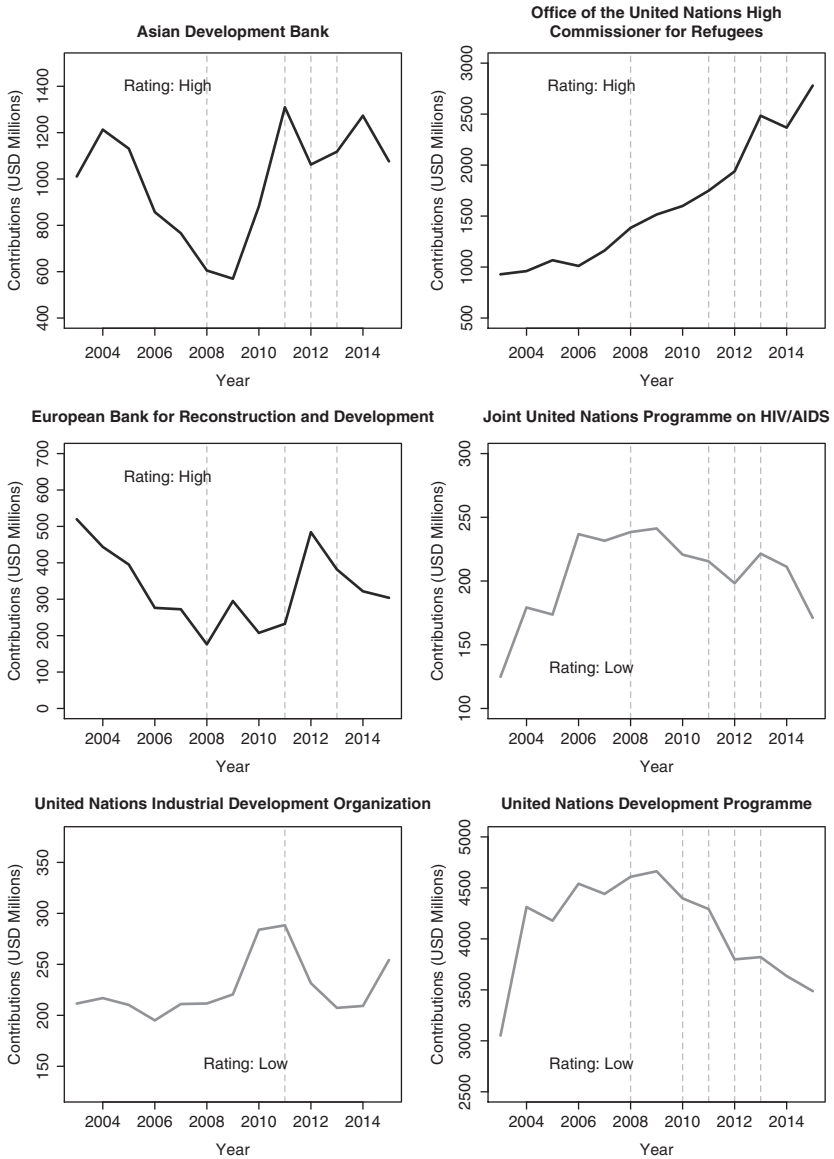 Asian Development Bank
Rating: High
Contributions (USD Millions)
400 600 800 1000 1200 1400
2004 2006 2008 2010 2012 2014
Year
Office of the United Nations High
Commissioner for Refugees
Rating: High
Contributions (USD Millions)
500 1000 1500 2000 2500 3000
2004 2006 2008 2010 2012 2014
Year
European Bank for Reconstruction and Development
Rating: High
Contributions (USD Millions)
0 100 200 300 400 500 600 700
2004 2006 2008 2010 2012 2014
Year
Joint United Nations Programme on HIV/AIDS
Rating: Low
Contributions (USD Millions)
100 150 200 250 300
2004 2006 2008 2010 2012 2014
Year
United Nations Industrial Development Organization
Rating: Low
Contributions (USD Millions)
150 200 250 300 350
2004 2006 2008 2010 2012 2014
Year
United Nations Development Programme
Rating: Low
Contributions (USD Millions)
2500 3000 3500 4000 4500 5000
2004 2006 2008 2010 2012 2014
Year